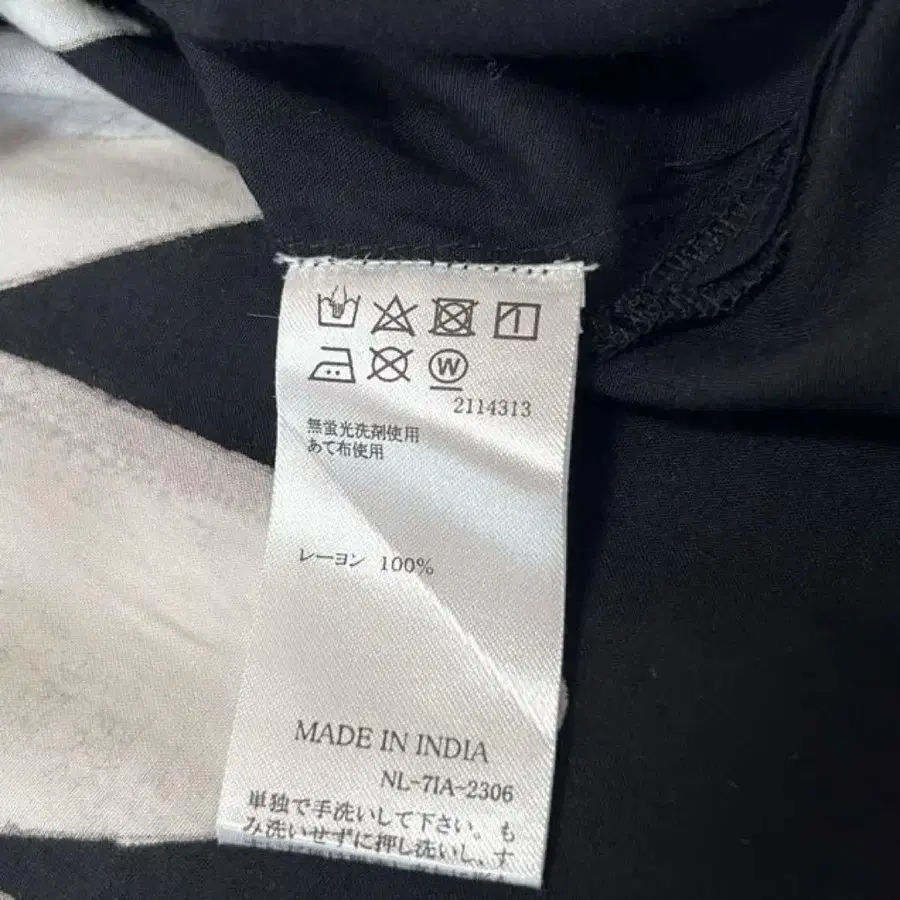 W
2114313
無蛍光洗剤使用
あて布使用
レーヨン 100%
MADE IN INDIA
NL-7IA-2306
単独で手洗いして下さい。も
み洗いせずに押し洗いし、す